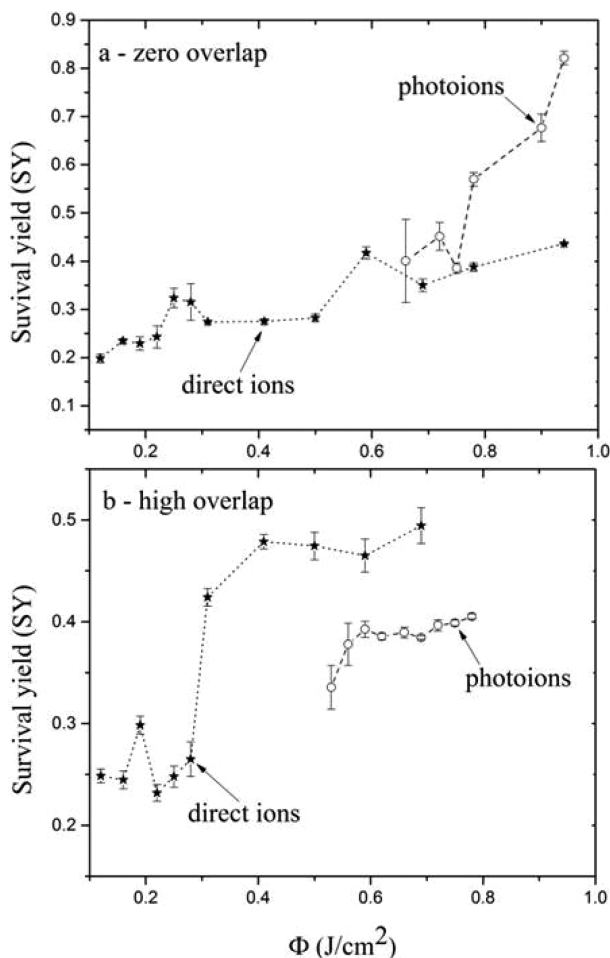 0.9
a - zero overlap
0.8
photoions
0.7
0.6
0.5
0.4
0.3
0.2
direct ions
0.1
Suvival yield (SY)
0.2 0.4 0.6 0.8 1.0
b - high overlap
0.5
0.4
photoions
0.3
direct ions
0.2
Survival yield (SY)
0.2 0.4 0.6 0.8 1.0
Φ (J/cm²)